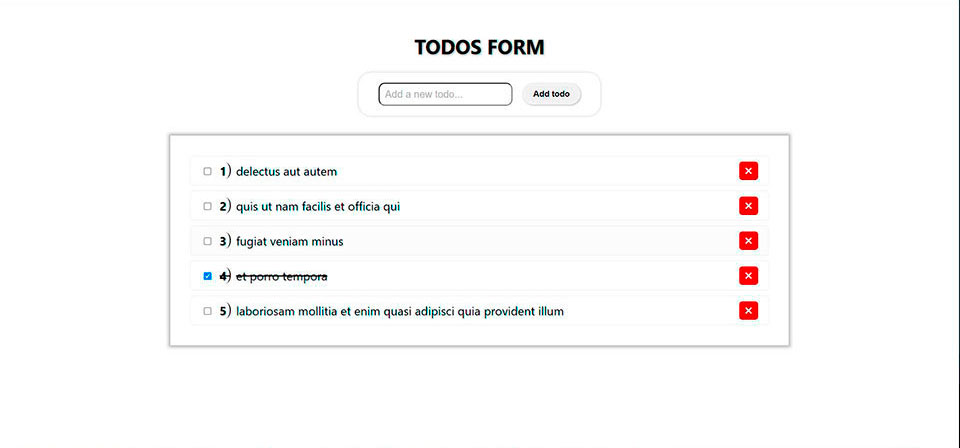 TODOS FORM
Add a new todo... Add todo
1) delectus aut autem
2) quis ut nam facilis et officia qui
3) fugiat veniam minus
4) et porro tempora
5) laboriosam mollitia et enim quasi adipisci quia provident illum